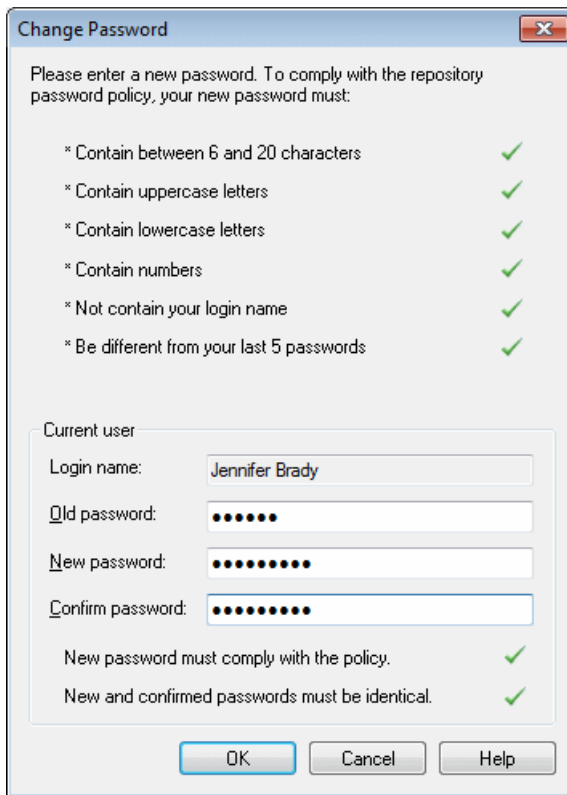 Change Password
Please enter a new password. To comply with the repository
password policy, your new password must:
* Contain between 6 and 20 characters
* Contain uppercase letters
* Contain lowercase letters
* Contain numbers
* Not contain your login name
* Be different from your last 5 passwords
Current user
Login name: Jennifer Brady
Old password: ●●●●●●
New password: ●●●●●●●●●
Confirm password: ●●●●●●●●●
New password must comply with the policy.
New and confirmed passwords must be identical.
OK Cancel Help